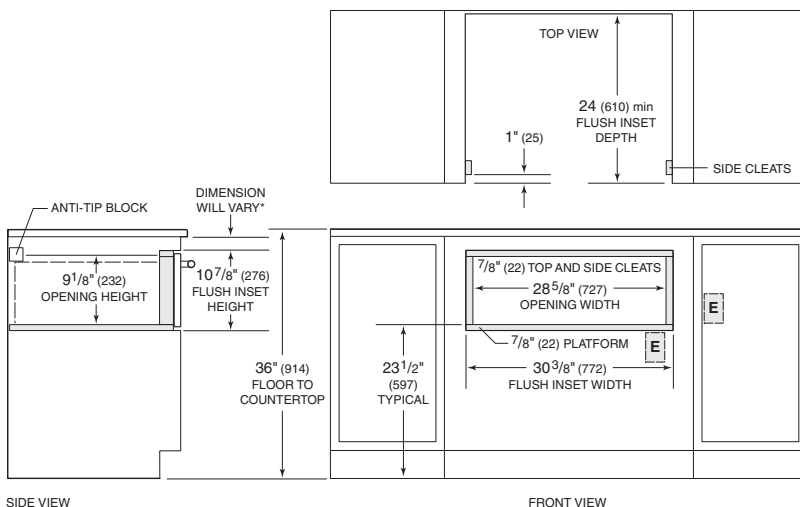 TOP VIEW
24 (610) min
FLUSH INSET
DEPTH
1" (25)
SIDE CLEATS
ANTI-TIP BLOCK
DIMENSION
WILL VARY*
9 1/8" (232)
OPENING HEIGHT
10 7/8" (276)
FLUSH INSET
HEIGHT
7/8" (22) TOP AND SIDE CLEATS
28 5/8" (727)
OPENING WIDTH
E
7/8" (22) PLATFORM
E
36" (914)
FLOOR TO
COUNTERTOP
23 1/2"
(597)
TYPICAL
30 3/8" (772)
FLUSH INSET WIDTH
SIDE VIEW
FRONT VIEW